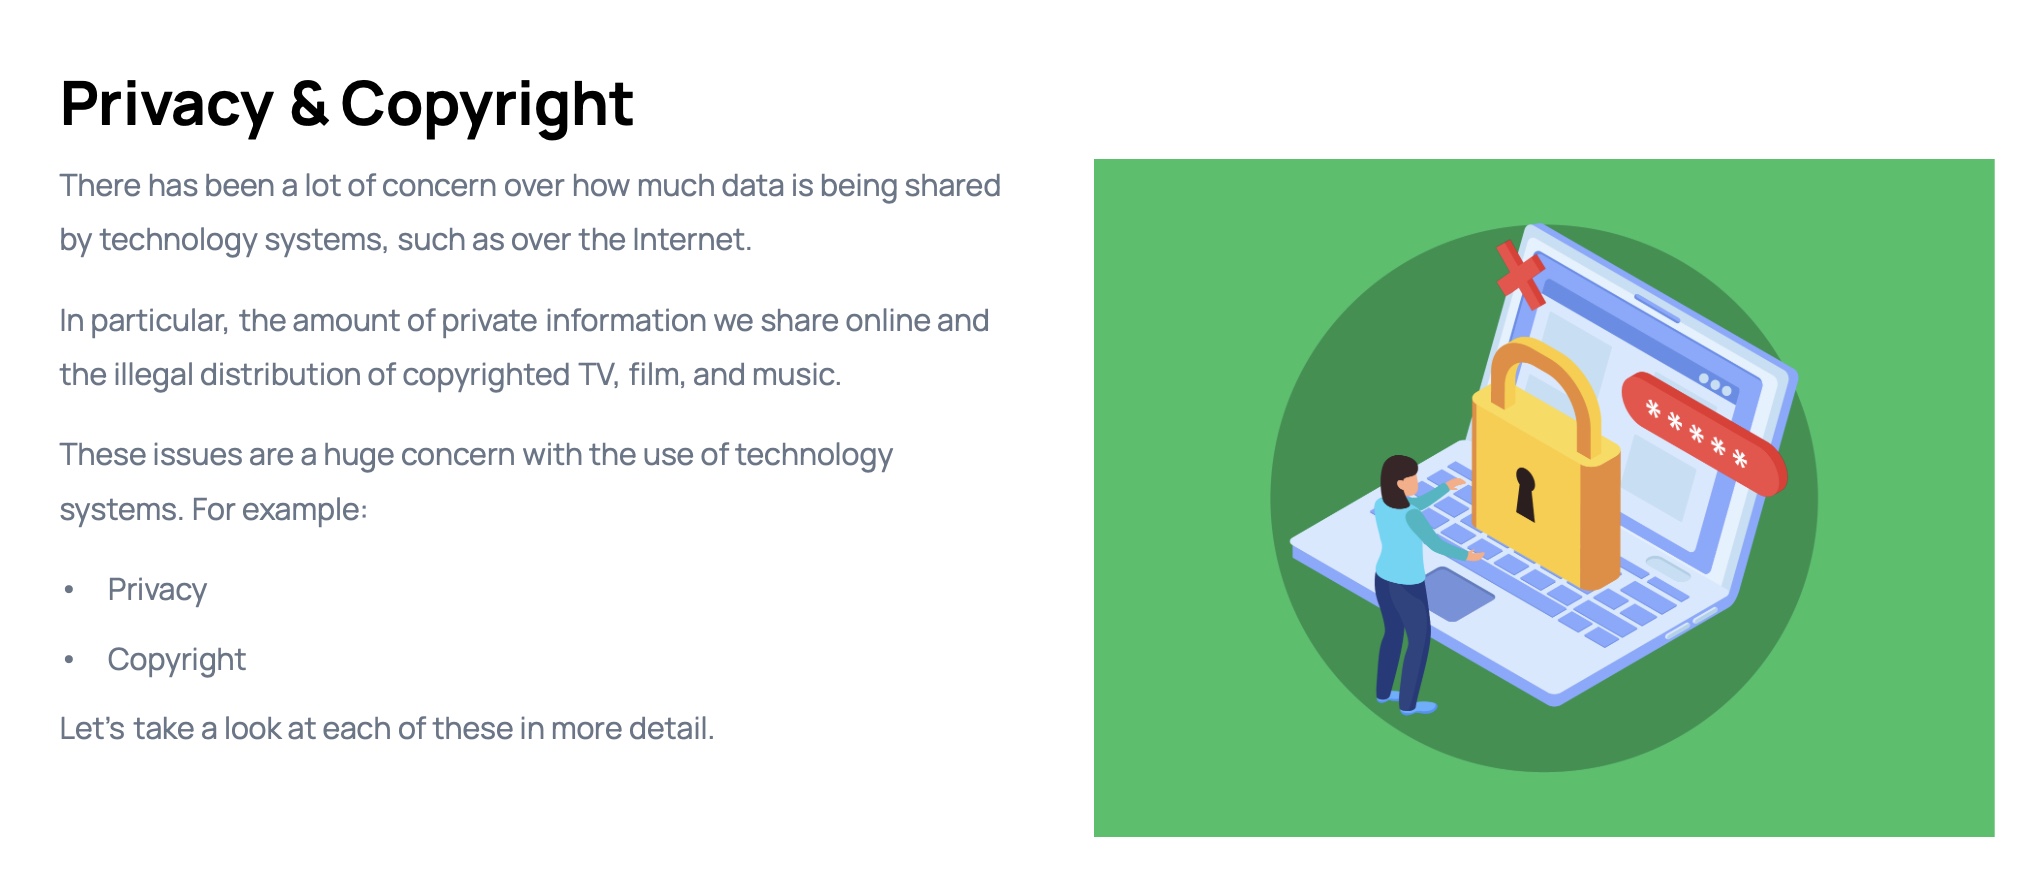 Privacy & Copyright
There has been a lot of concern over how much data is being shared
by technology systems, such as over the Internet.
In particular, the amount of private information we share online and
the illegal distribution of copyrighted TV, film, and music.
These issues are a huge concern with the use of technology
systems. For example:
• Privacy
• Copyright
Let’s take a look at each of these in more detail.
*****